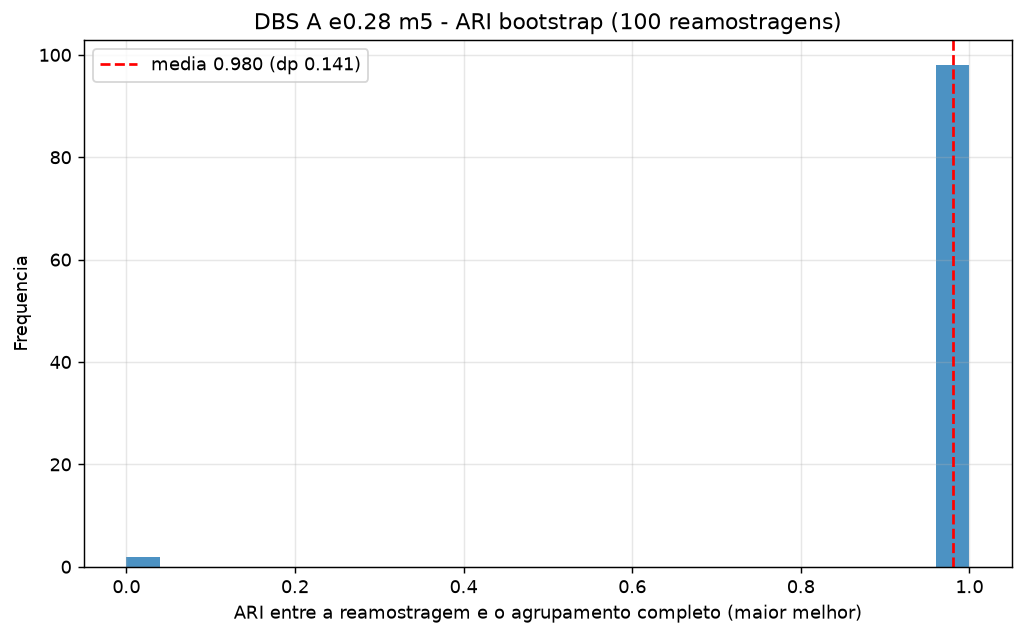 DBS A e0.28 m5 - ARI bootstrap (100 reamostragens)
media 0.980 (dp 0.141)
Frequencia
100
80
60
40
20
0
0.0 0.2 0.4 0.6 0.8 1.0
ARI entre a reamostragem e o agrupamento completo (maior melhor)